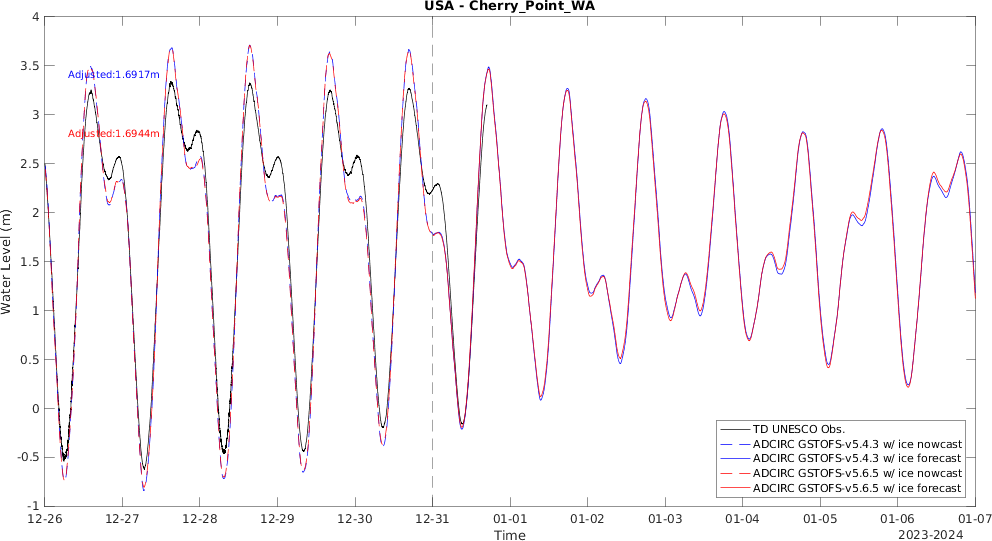 USA - Cherry_Point_WA
4
3.5
3
2.5
2
1.5
1
0.5
0
-0.5
-1
Water Level (m)
Adjusted:1.6917m
Adjusted:1.6944m
TD UNESCO Obs.
ADCIRC GSTOFS-v5.4.3 w/ ice nowcast
ADCIRC GSTOFS-v5.4.3 w/ ice forecast
ADCIRC GSTOFS-v5.6.5 w/ ice nowcast
ADCIRC GSTOFS-v5.6.5 w/ ice forecast
12-26 12-27 12-28 12-29 12-30 12-31 01-01 01-02 01-03 01-04 01-05 01-06 01-07
Time
2023-2024